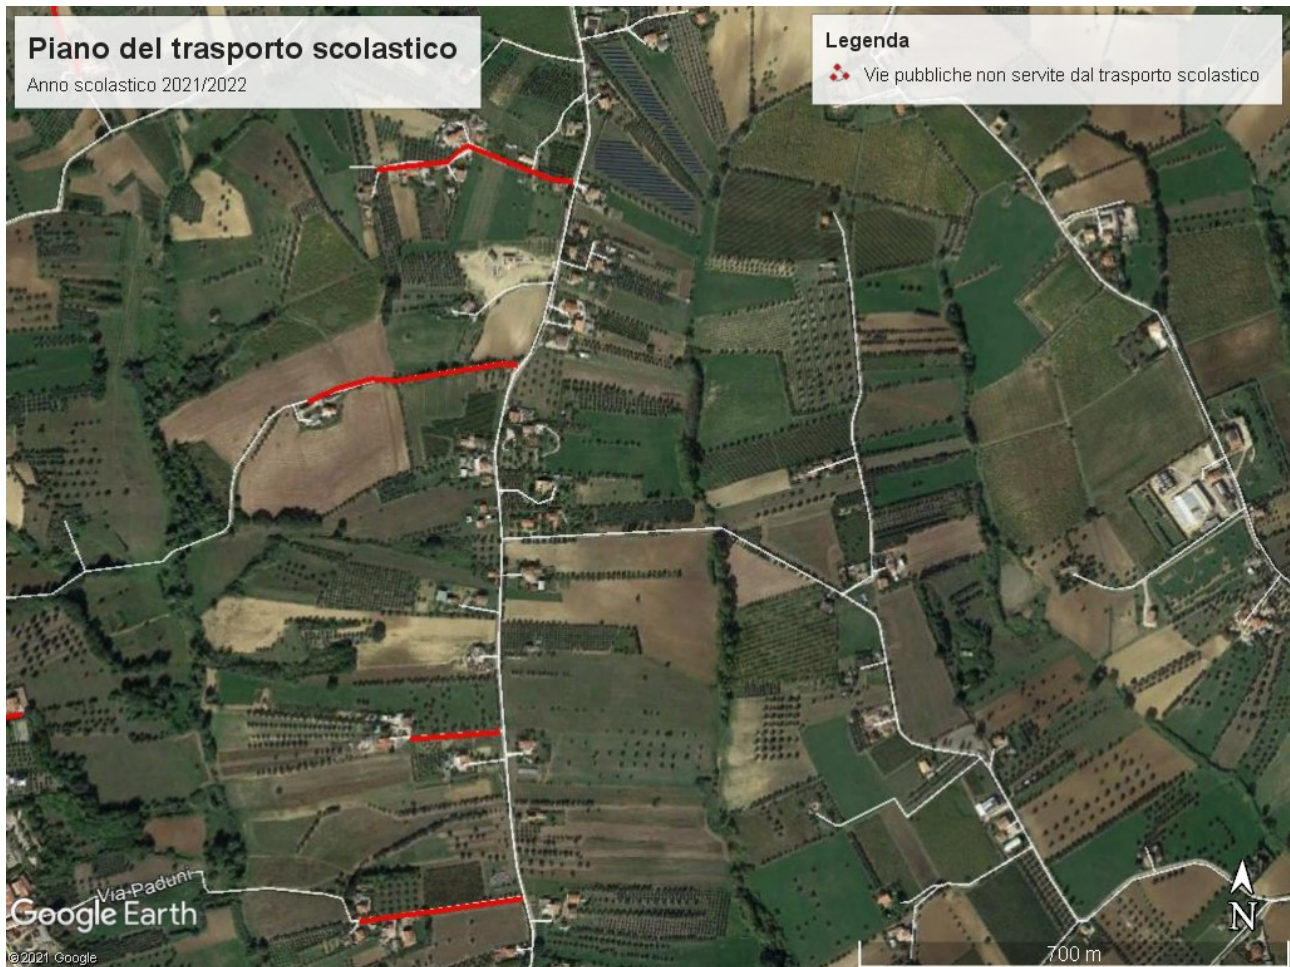 Piano del trasporto scolastico
Anno scolastico 2021/2022
Legenda
Vie pubbliche non servite dal trasporto scolastico
Via Paduni
Google Earth
©2021 Google
N
700 m